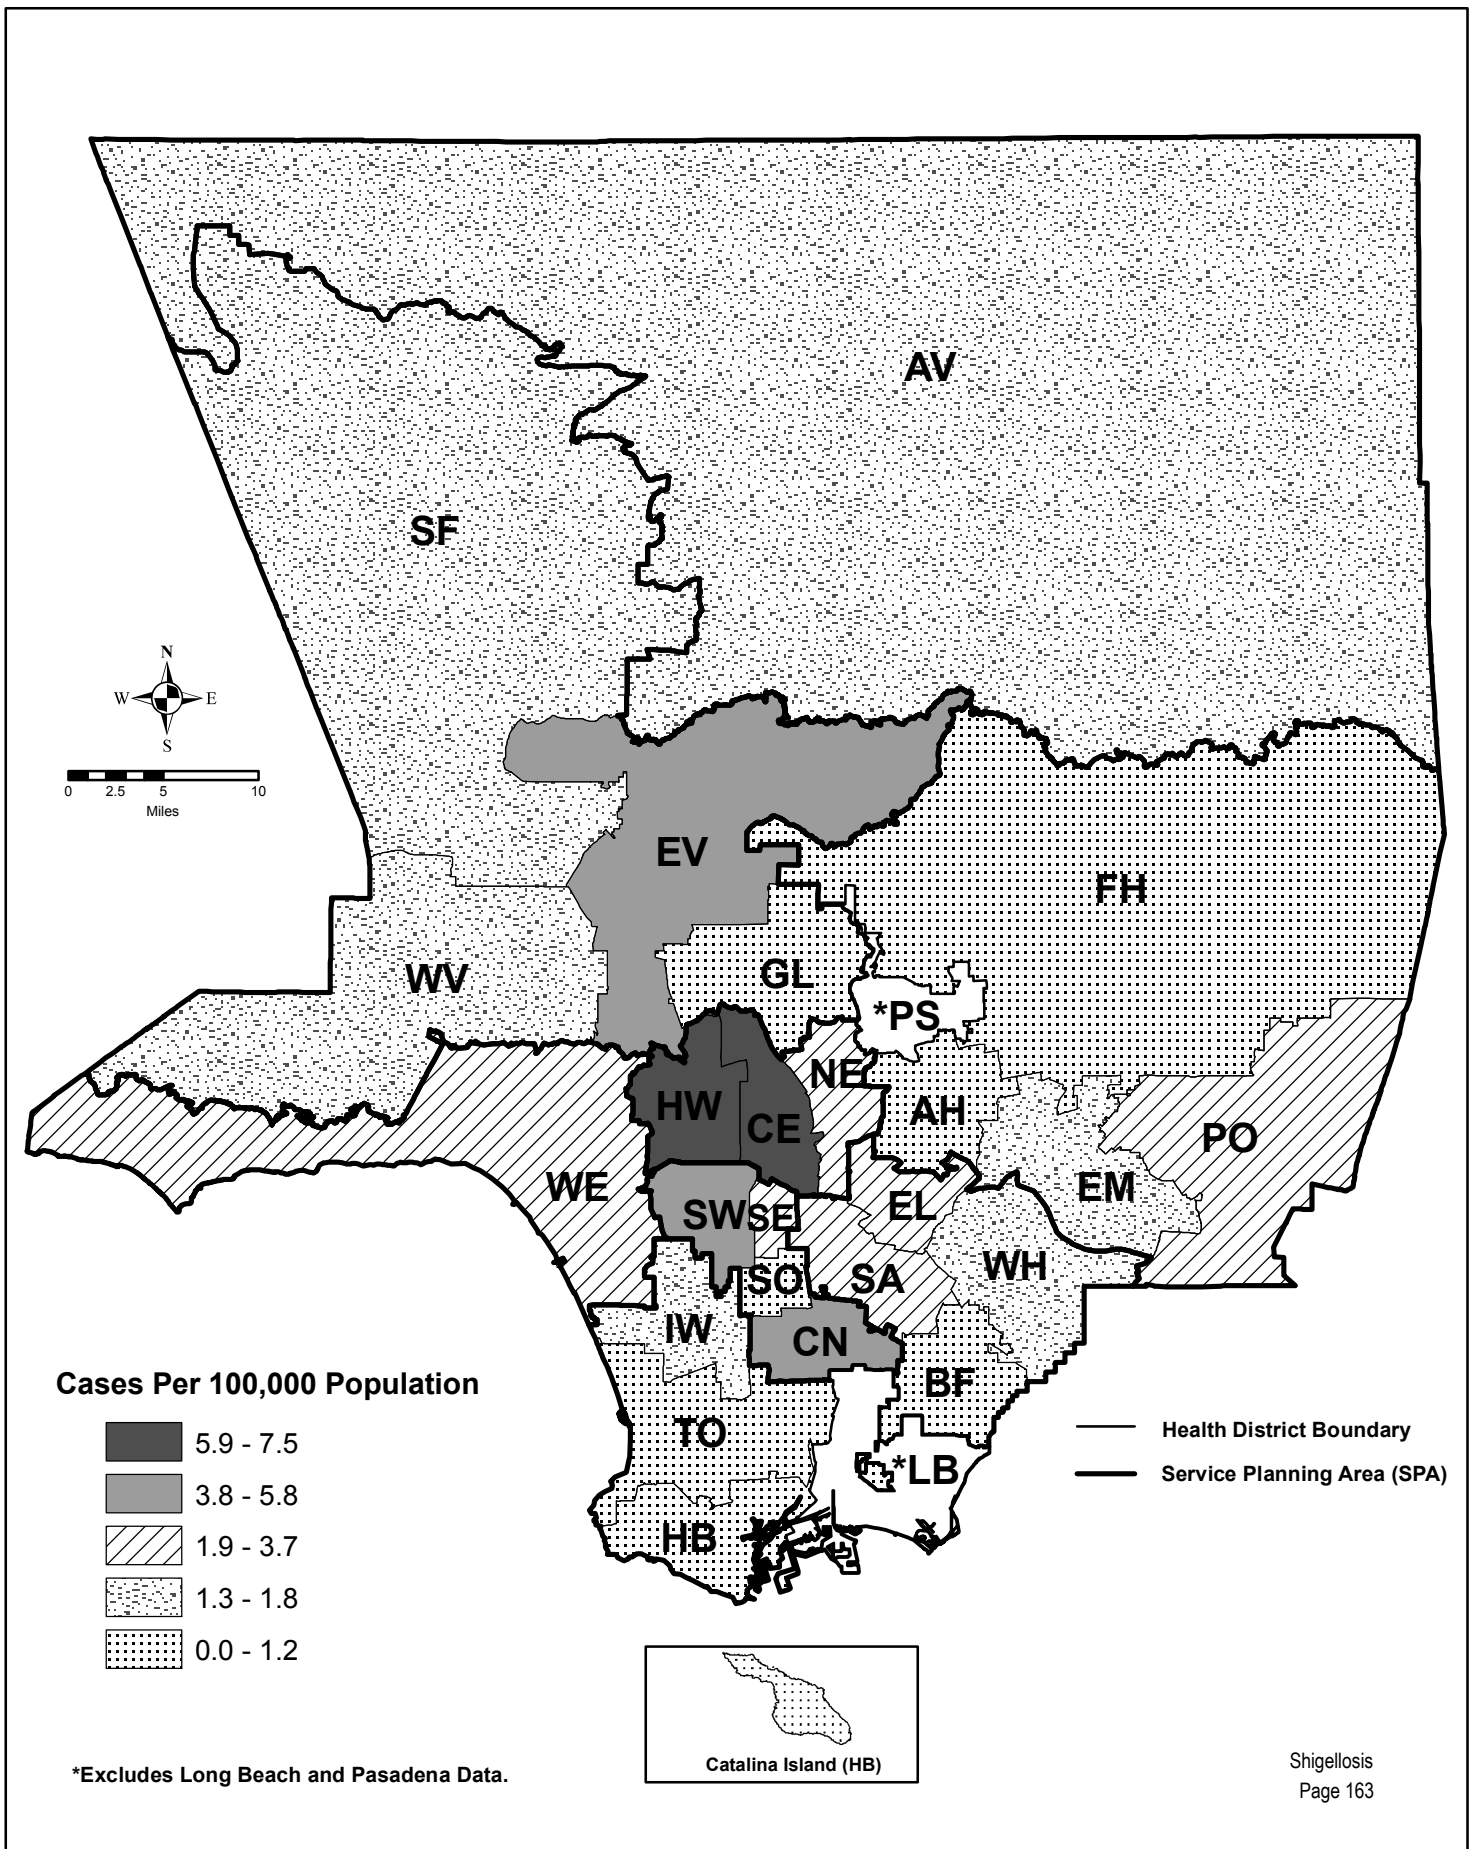 AV
SF
N
W E
S
0 2.5 5 10
Miles
EV
FH
WV
GL
*PS
NE
HW
CE
AH
PO
WE
EM
SW
SE
EL
WH
SO
SA
IW
CN
BF
TO
*LB
HB
Cases Per 100,000 Population
5.9 - 7.5
3.8 - 5.8
1.9 - 3.7
1.3 - 1.8
0.0 - 1.2
Health District Boundary
Service Planning Area (SPA)
Catalina Island (HB)
*Excludes Long Beach and Pasadena Data.
Shigellosis
Page 163